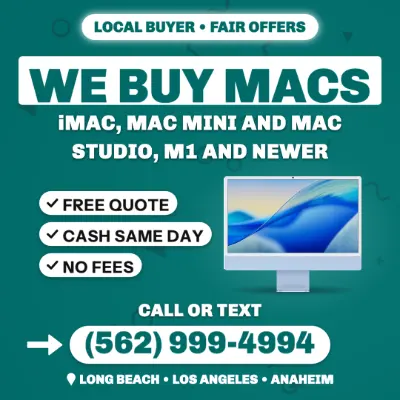 LOCAL BUYER • FAIR OFFERS
WE BUY MACS
iMAC, MAC MINI AND MAC
STUDIO, M1 AND NEWER
FREE QUOTE
CASH SAME DAY
NO FEES
CALL OR TEXT
(562) 999-4994
LONG BEACH • LOS ANGELES • ANAHEIM